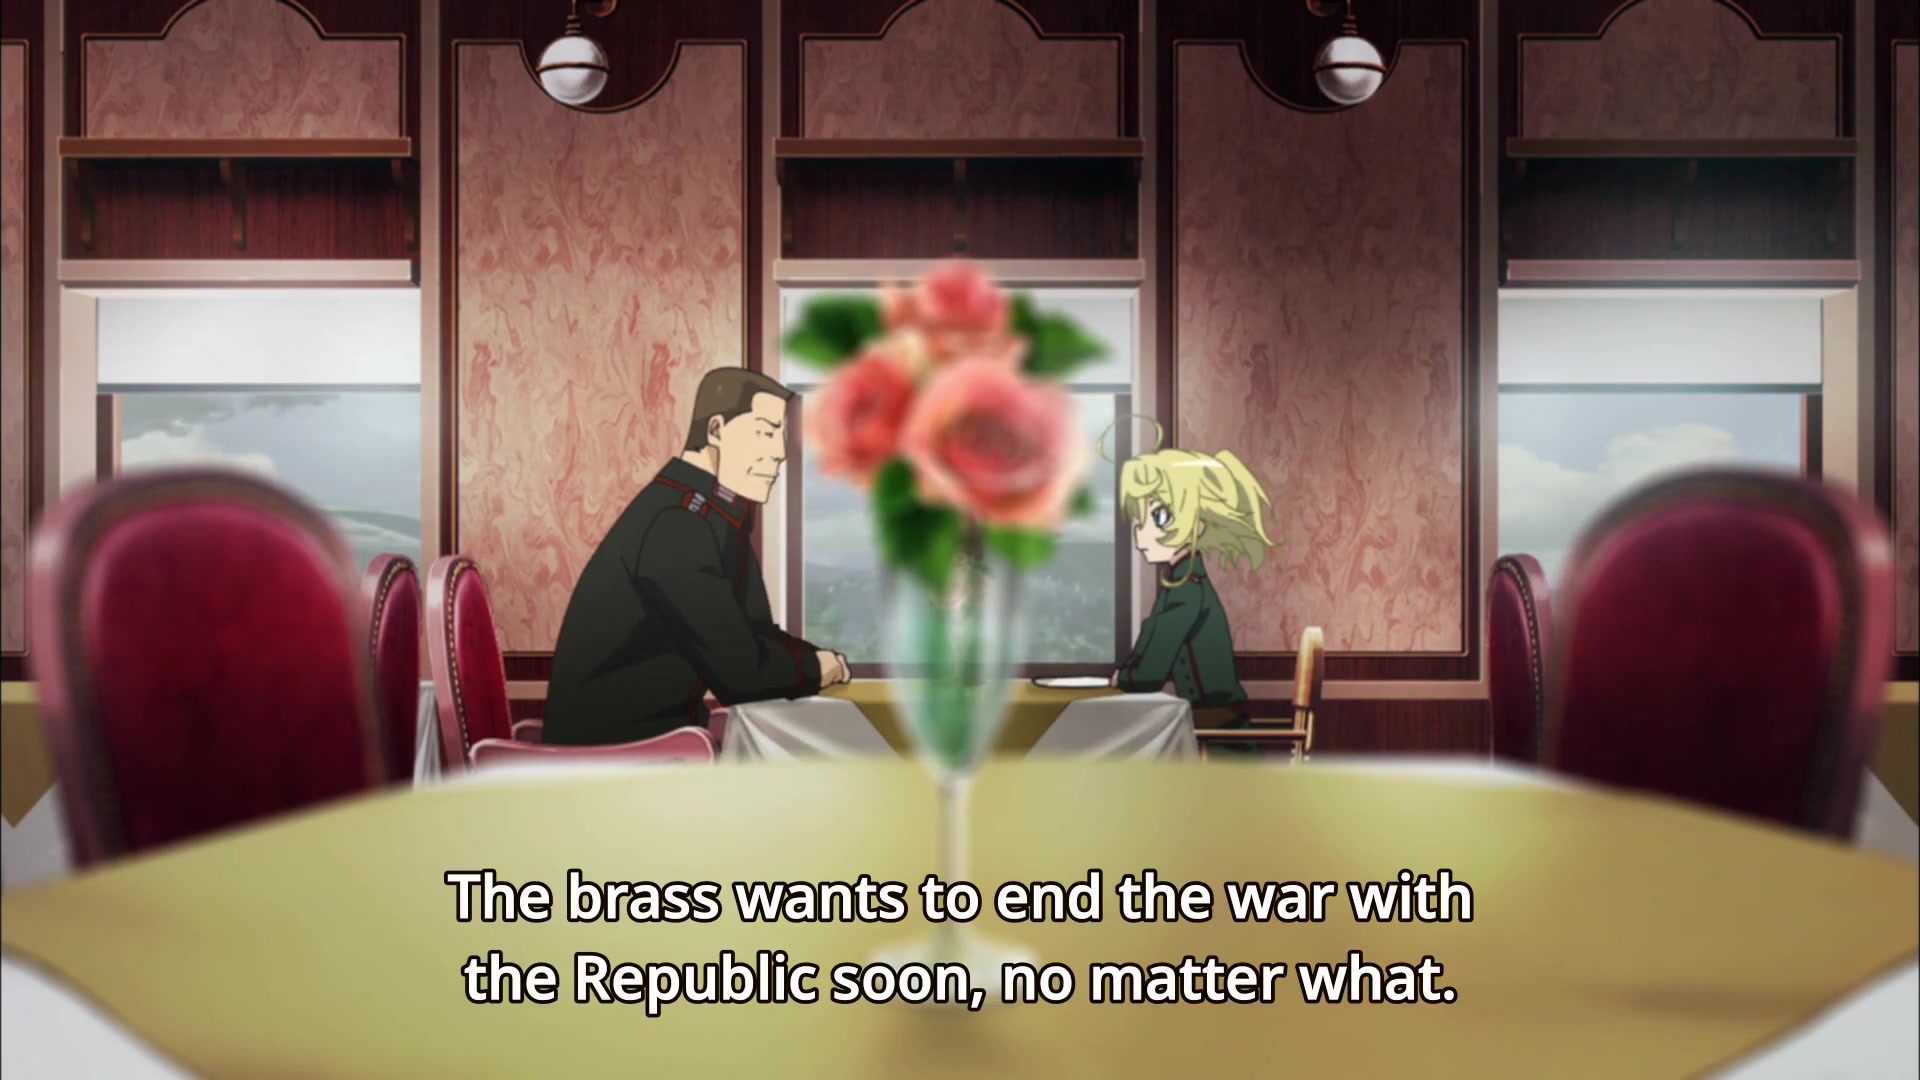 The brass wants to end the war with
the Republic soon, no matter what.